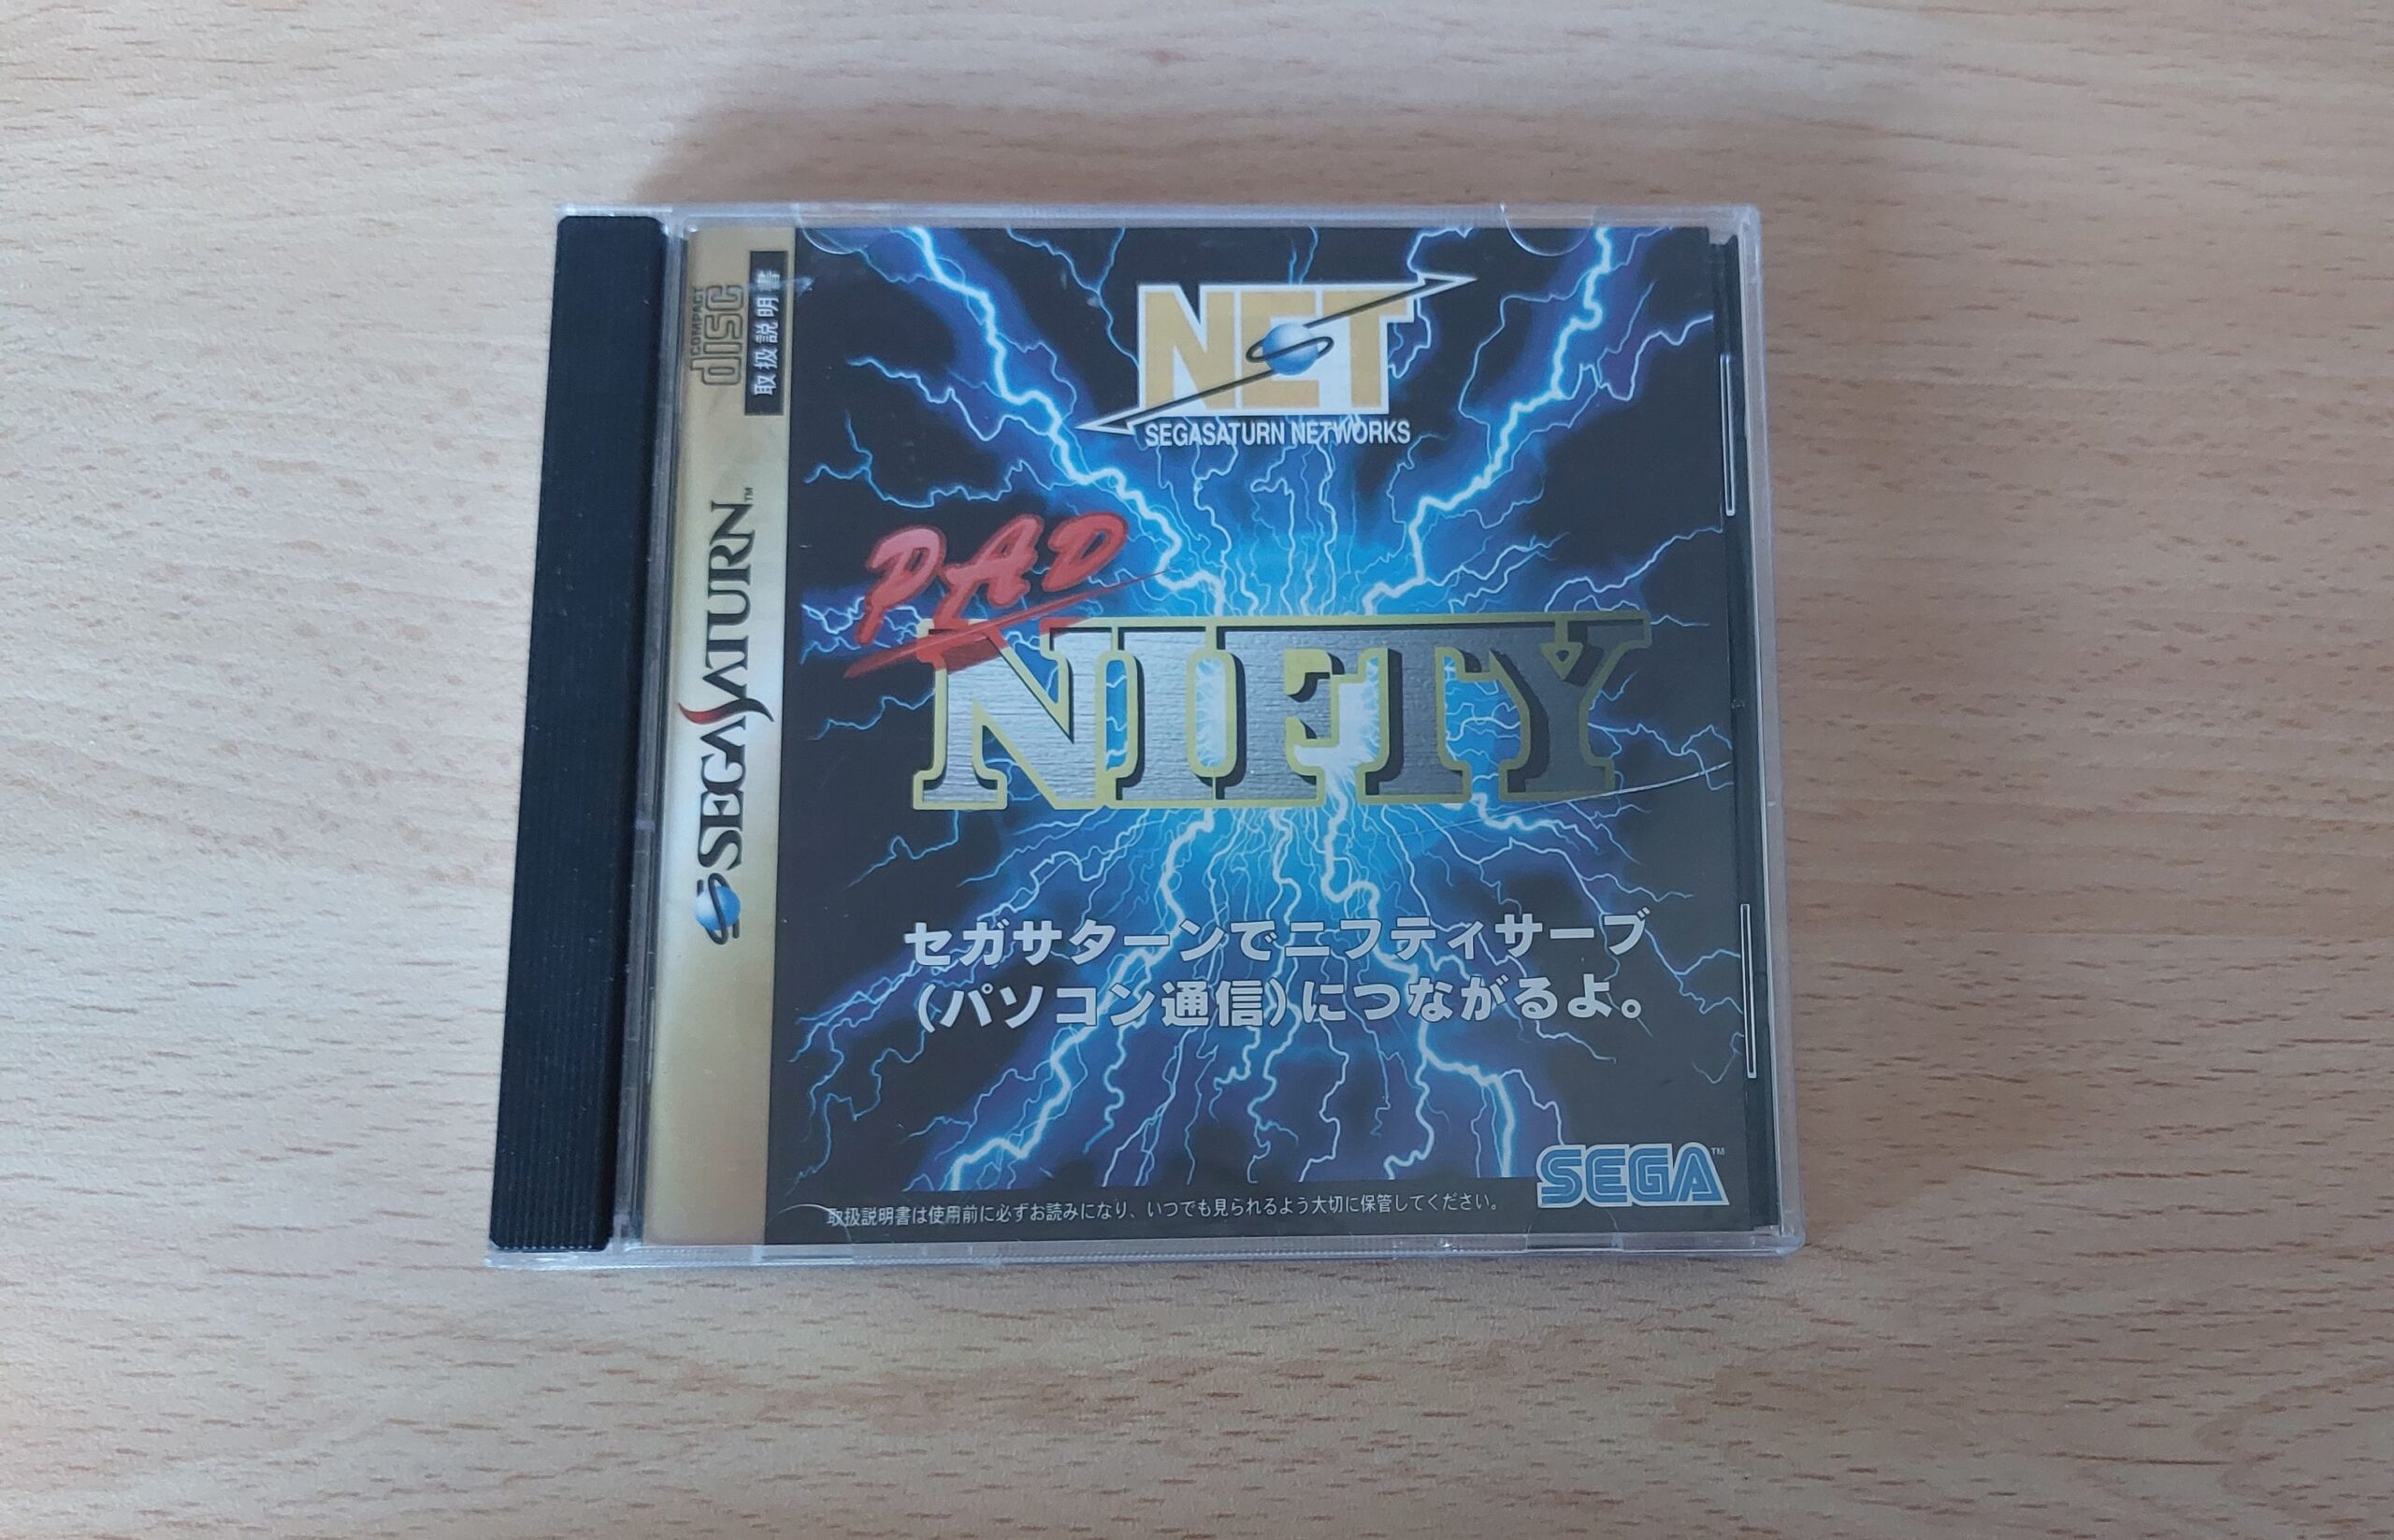 COMPACT
disc
取扱説明書
SEGASATURN™
NET
SEGASATURN NETWORKS
PAD
NIFTY
セガサターンでニフティサーブ
(パソコン通信)につながるよ。
SEGA™
取扱説明書は使用前に必ずお読みになり、いつでも見られるよう大切に保管してください。